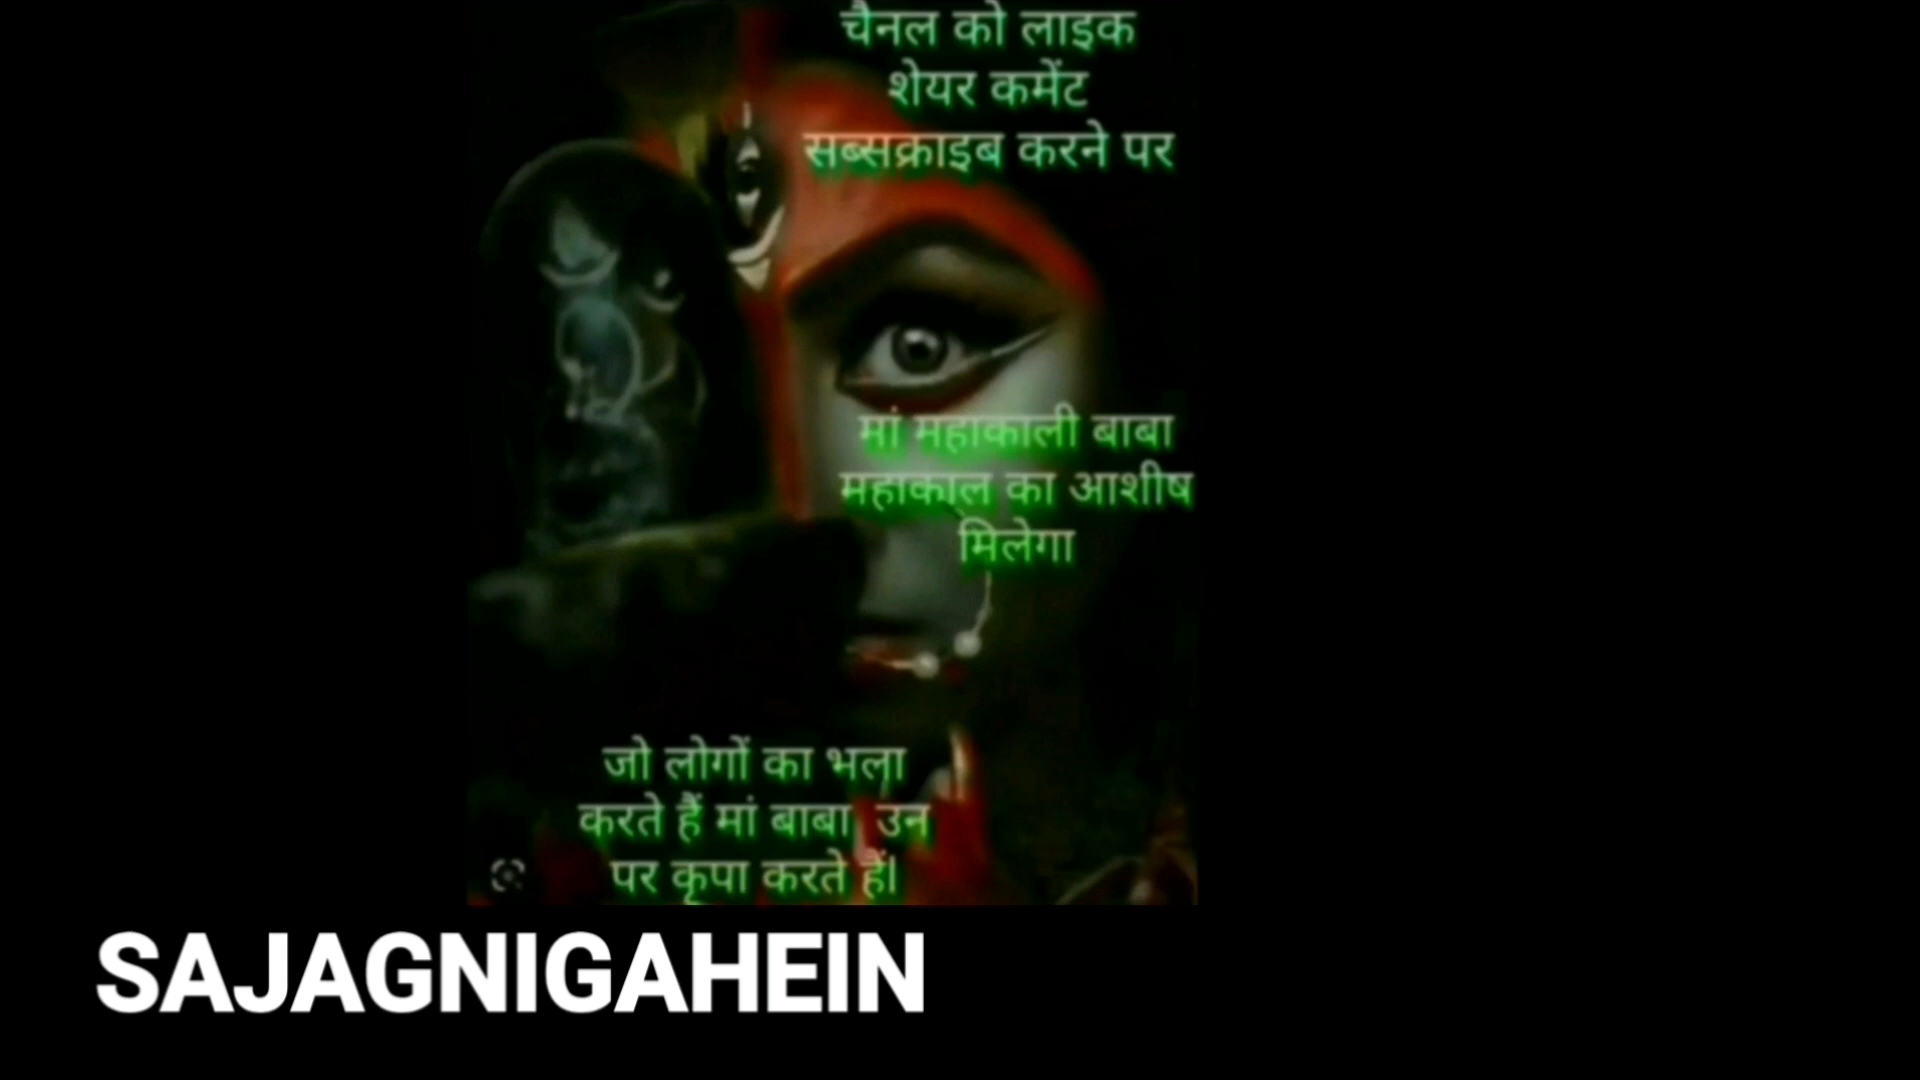 चैनल को लाइक
शेयर कमेंट
सब्सक्राइब करने पर
मां महाकाली बाबा
महाकाल का आशीष
मिलेगा
जो लोगों का भला
करते हैं मां बाबा  उन
पर कृपा करते हैं।
SAJAGNIGAHEIN